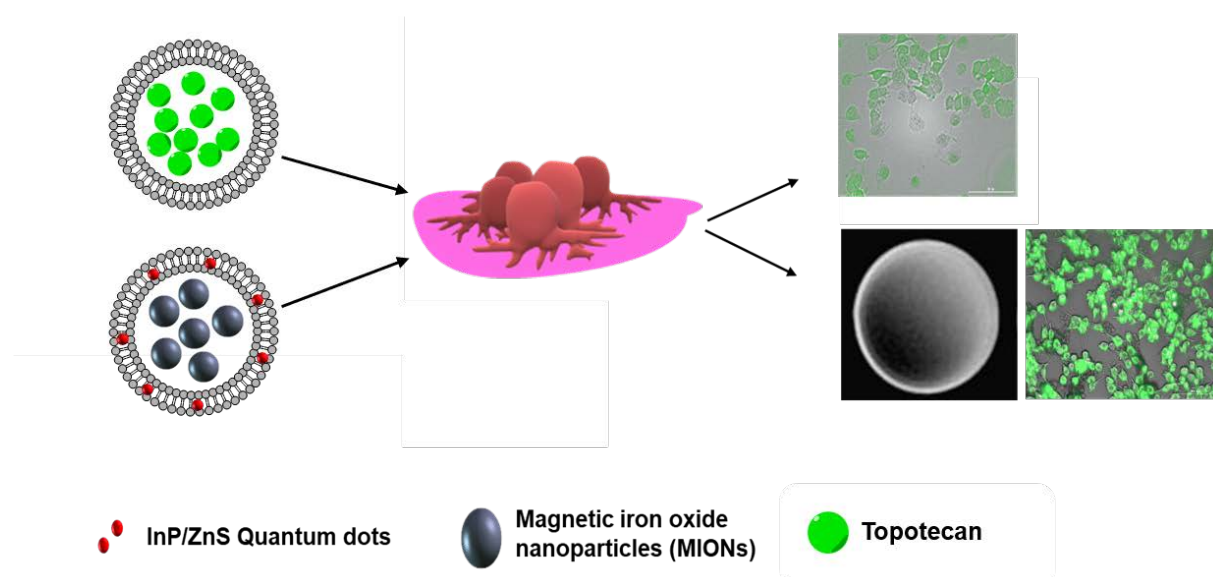 InP/ZnS Quantum dots
Magnetic iron oxide
nanoparticles (MIONs)
Topotecan